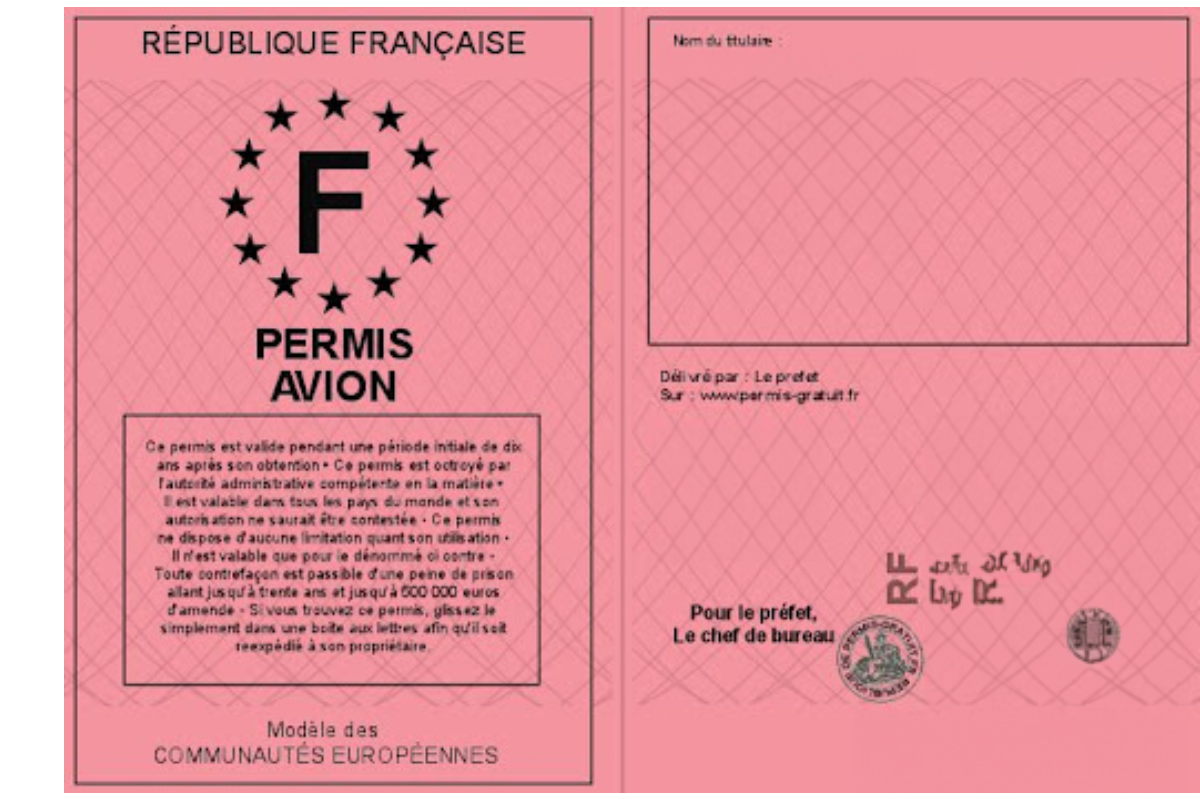 RÉPUBLIQUE FRANÇAISE
F
PERMIS
AVION
Ce permis est valide pendant une période initiale de dix
ans après son obtention • Ce permis est octroyé par
l'autorité administrative compétente en la matière •
Il est valable dans tous les pays du monde et son
autorisation ne saurait être contestée • Ce permis
ne dispose d'aucune limitation quant son utilisation •
Il n'est valable que pour le dénommé ci contre •
Toute contrefaçon est passible d'une peine de prison
allant jusqu'à trente ans et jusqu'à 600 000 euros
d'amende • Si vous trouvez ce permis, glissez le
simplement dans une boite aux lettres afin qu'il soit
reexpédié à son propriétaire.
Modèle des
COMMUNAUTÉS EUROPÉENNES
Nom du titulaire :
Délivré par : Le prefet
Sur : www.permis-gratuit.fr
RF
Pour le préfet,
Le chef de bureau
DE PERMIS-GRATUIT.FR